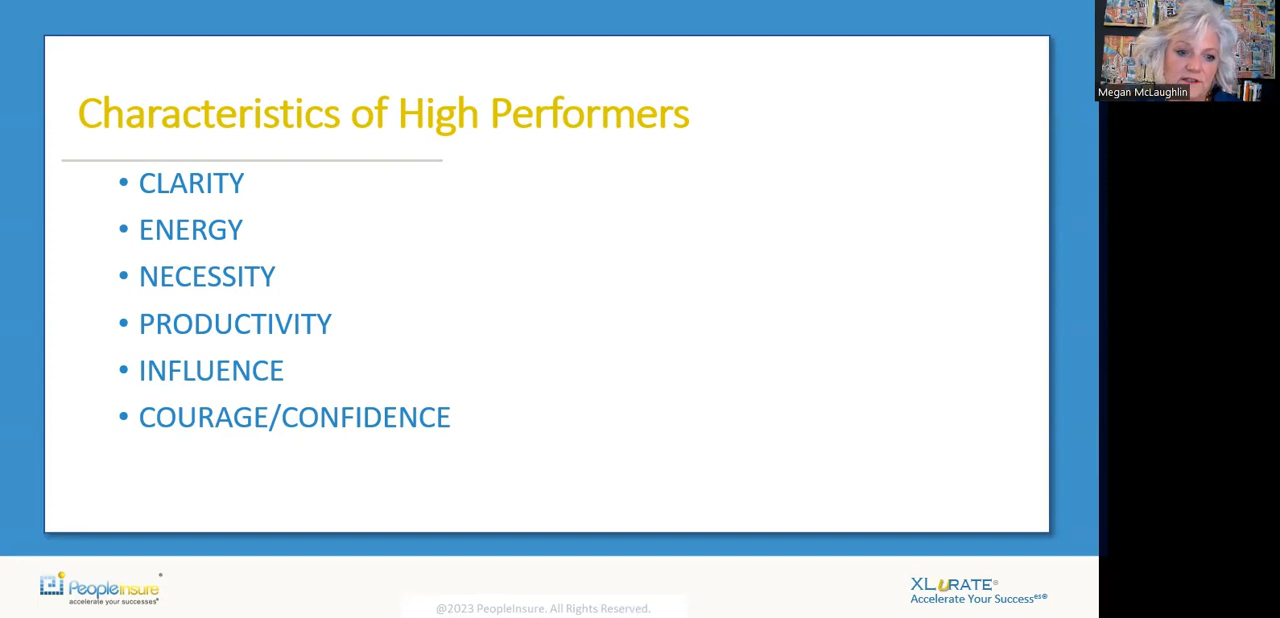 Characteristics of High Performers
• CLARITY
• ENERGY
• NECESSITY
• PRODUCTIVITY
• INFLUENCE
• COURAGE/CONFIDENCE
Megan McLaughlin
PeopleInsure®
accelerate your successes®
@2023 PeopleInsure. All Rights Reserved.
XLuRATE®
Accelerate Your Success^es®